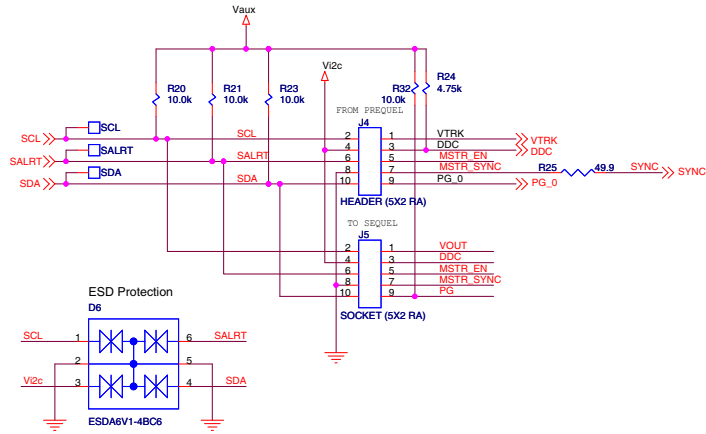 Vaux
Vi2c
R20
10.0k
R21
10.0k
R23
10.0k
R32
10.0k
R24
4.75k
FROM PREQUEL
J4
SCL
SCL
SCL
SALRT
SALRT
SALRT
SDA
SDA
SDA
2 1 VTRK VTRK
4 3 DDC DDC
6 5 MSTR_EN
8 7 MSTR_SYNC R25 49.9 SYNC SYNC
10 9 PG_0 PG_0
HEADER (5X2 RA)
TO SEQUEL
J5
2 1 VOUT
4 3 DDC
6 5 MSTR_EN
8 7 MSTR_SYNC
10 9 PG
SOCKET (5X2 RA)
ESD Protection
D6
SCL 1 6 SALRT
2 5
Vi2c 3 4 SDA
ESDA6V1-4BC6